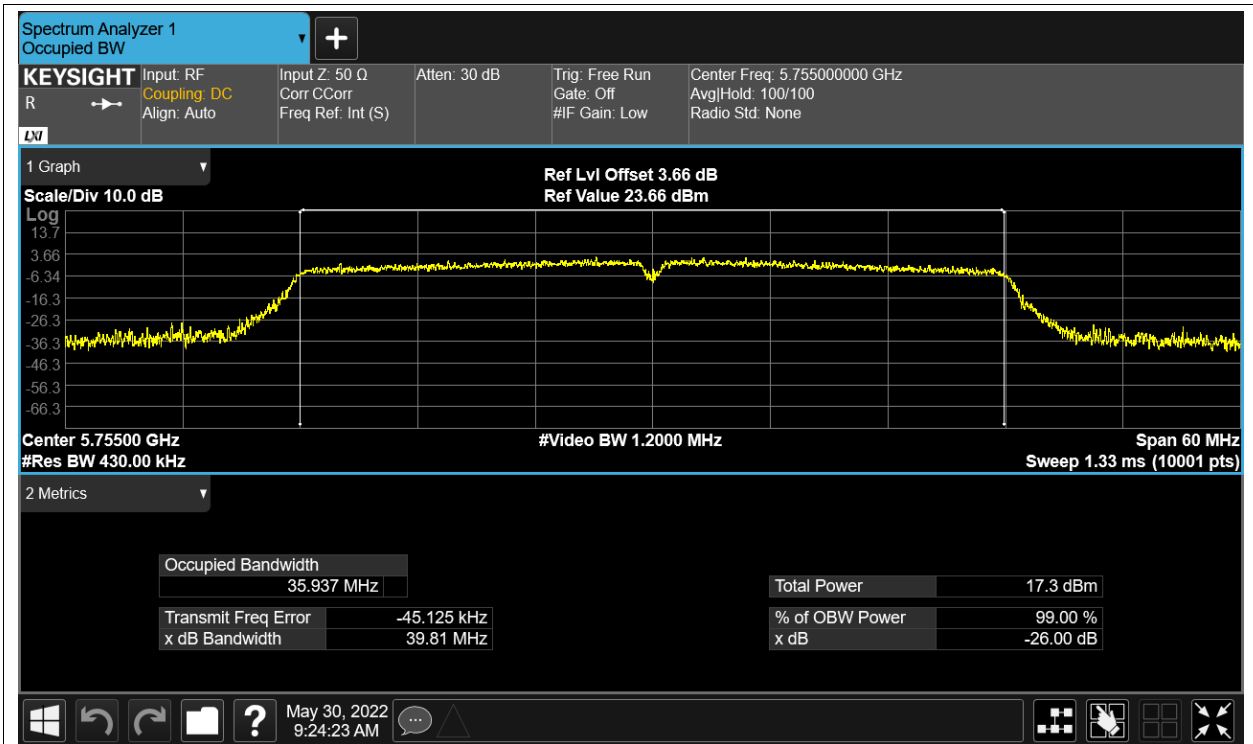 Spectrum Analyzer 1
Occupied BW
KEYSIGHT
R
LXI
Input: RF
Coupling: DC
Align: Auto
Input Z: 50 Ω
Corr CCorr
Freq Ref: Int (S)
Atten: 30 dB
Trig: Free Run
Gate: Off
#IF Gain: Low
Center Freq: 5.755000000 GHz
Avg|Hold: 100/100
Radio Std: None
1 Graph
Scale/Div 10.0 dB
Ref Lvl Offset 3.66 dB
Ref Value 23.66 dBm
Log
13.7
3.66
-6.34
-16.3
-26.3
-36.3
-46.3
-56.3
-66.3
Center 5.75500 GHz
#Video BW 1.2000 MHz
Span 60 MHz
#Res BW 430.00 kHz
Sweep 1.33 ms (10001 pts)
2 Metrics
Occupied Bandwidth
35.937 MHz
Transmit Freq Error -45.125 kHz
x dB Bandwidth 39.81 MHz
Total Power 17.3 dBm
% of OBW Power 99.00 %
x dB -26.00 dB
?
May 30, 2022
9:24:23 AM